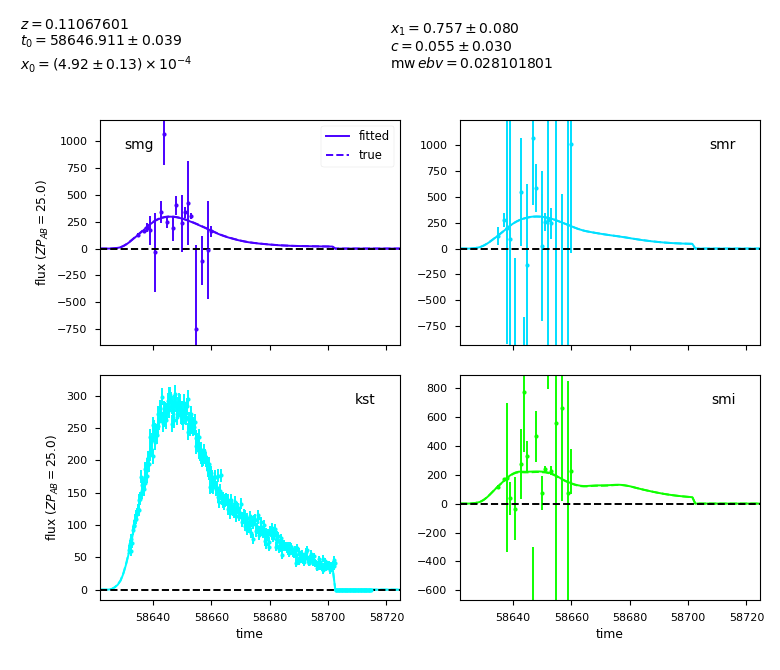 z = 0.11067601
t₀ = 58646.911 ± 0.039
x₀ = (4.92 ± 0.13) × 10⁻⁴
x₁ = 0.757 ± 0.080
c = 0.055 ± 0.030
mw ebv = 0.028101801
smg
fitted
true
1000
750
500
250
0
−250
−500
−750
flux (ZP_AB = 25.0)
smr
1000
750
500
250
0
−250
−500
−750
kst
300
250
200
150
100
50
0
flux (ZP_AB = 25.0)
58640 58660 58680 58700 58720
time
smi
800
600
400
200
0
−200
−400
−600
58640 58660 58680 58700 58720
time